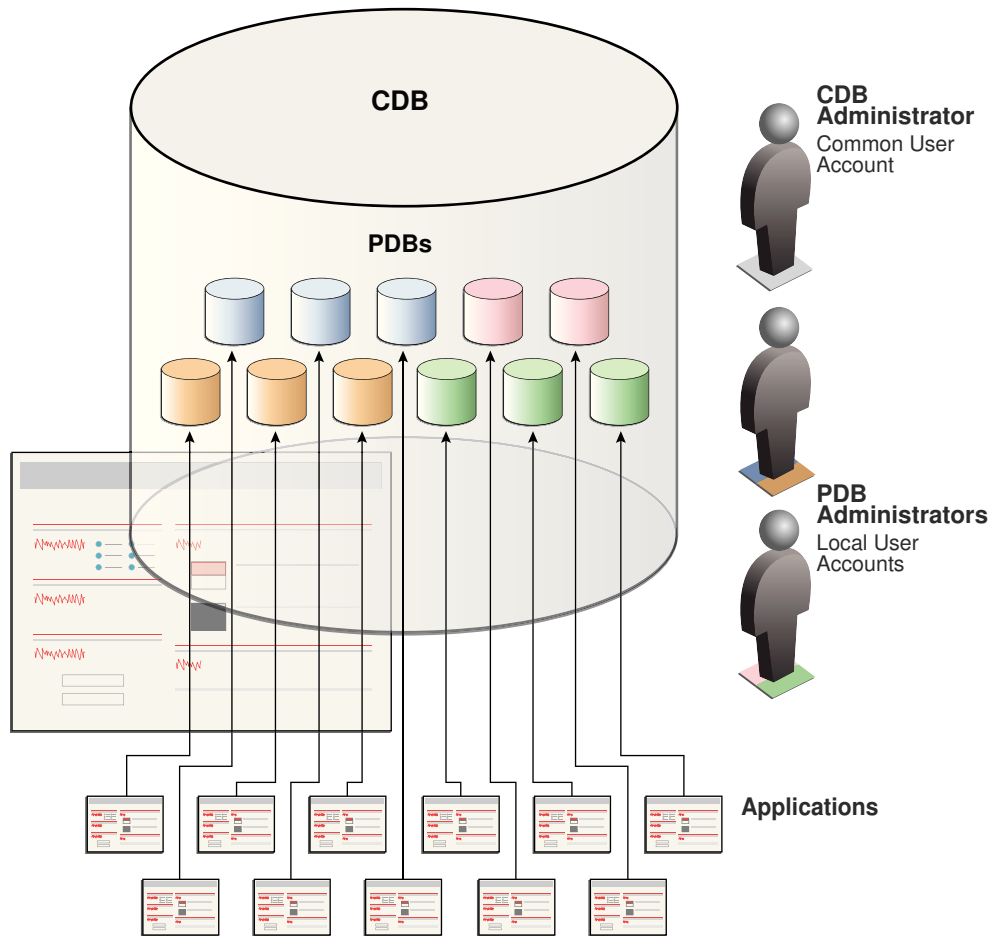 CDB
CDB
Administrator
Common User
Account
PDBs
PDB
Administrators
Local User
Accounts
Applications